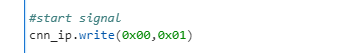 #start signal
cnn_ip.write(0x00,0x01)